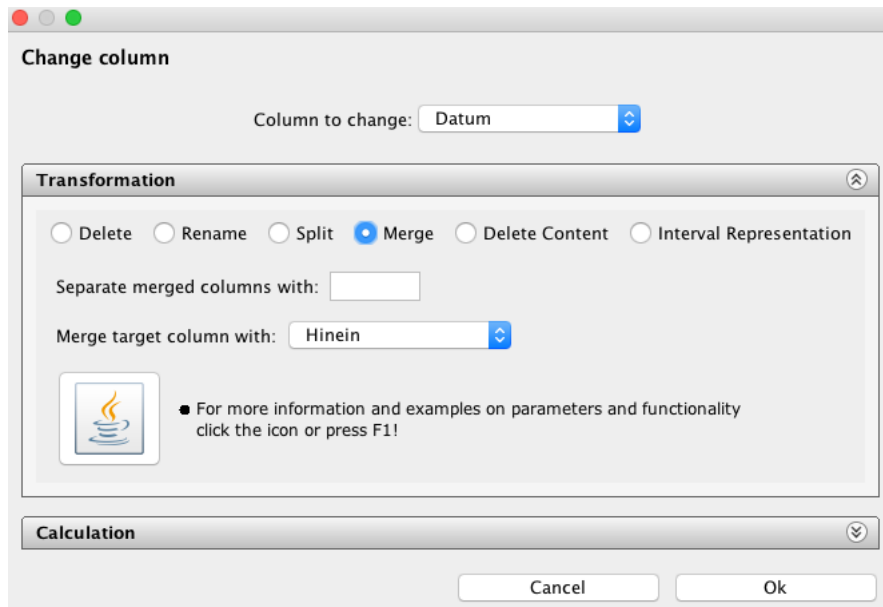 Change column
Column to change: Datum
Transformation
Delete Rename Split Merge Delete Content Interval Representation
Separate merged columns with:
Merge target column with: Hinein
For more information and examples on parameters and functionality
click the icon or press F1!
Calculation
Cancel Ok